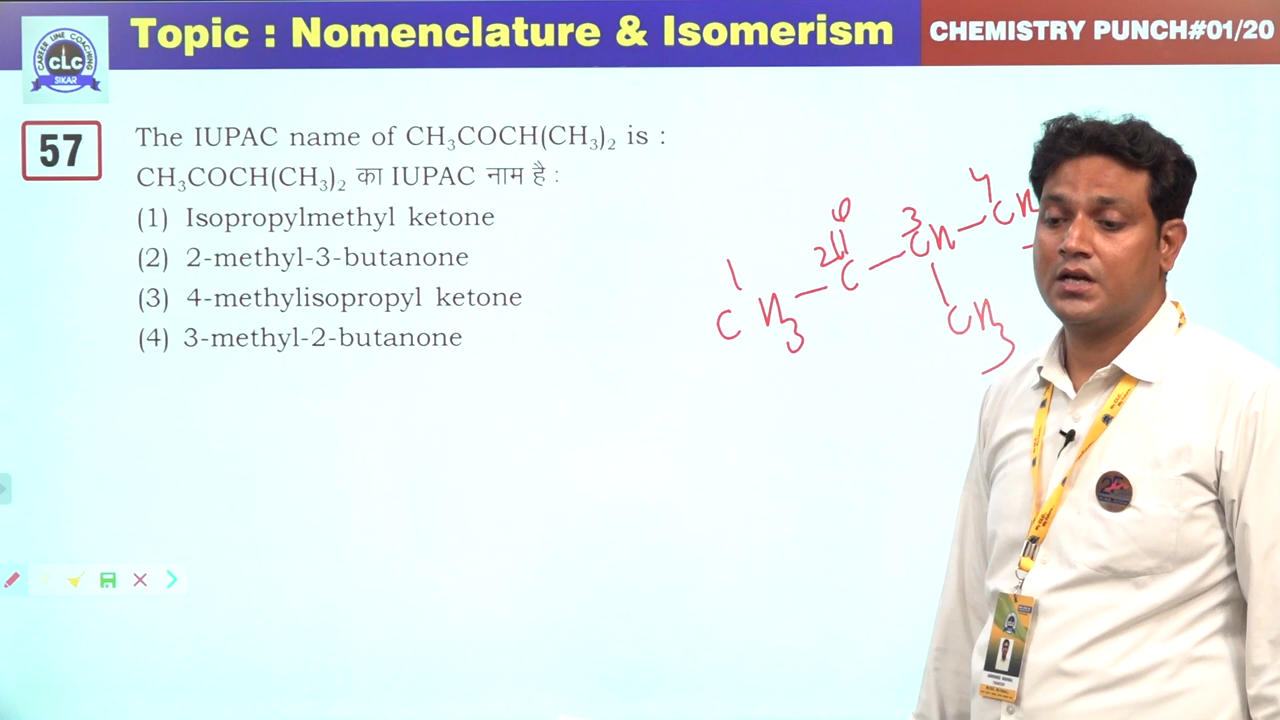 Topic : Nomenclature & Isomerism
CHEMISTRY PUNCH#01/20
CAREER LINE COACHING
CLC
SIKAR
57
The IUPAC name of CH₃COCH(CH₃)₂ is :
CH₃COCH(CH₃)₂ का IUPAC नाम है :
(1) Isopropylmethyl ketone
(2) 2-methyl-3-butanone
(3) 4-methylisopropyl ketone
(4) 3-methyl-2-butanone
1 2 3 4
O
CH₃ — C — CH — CH
CH₃
25